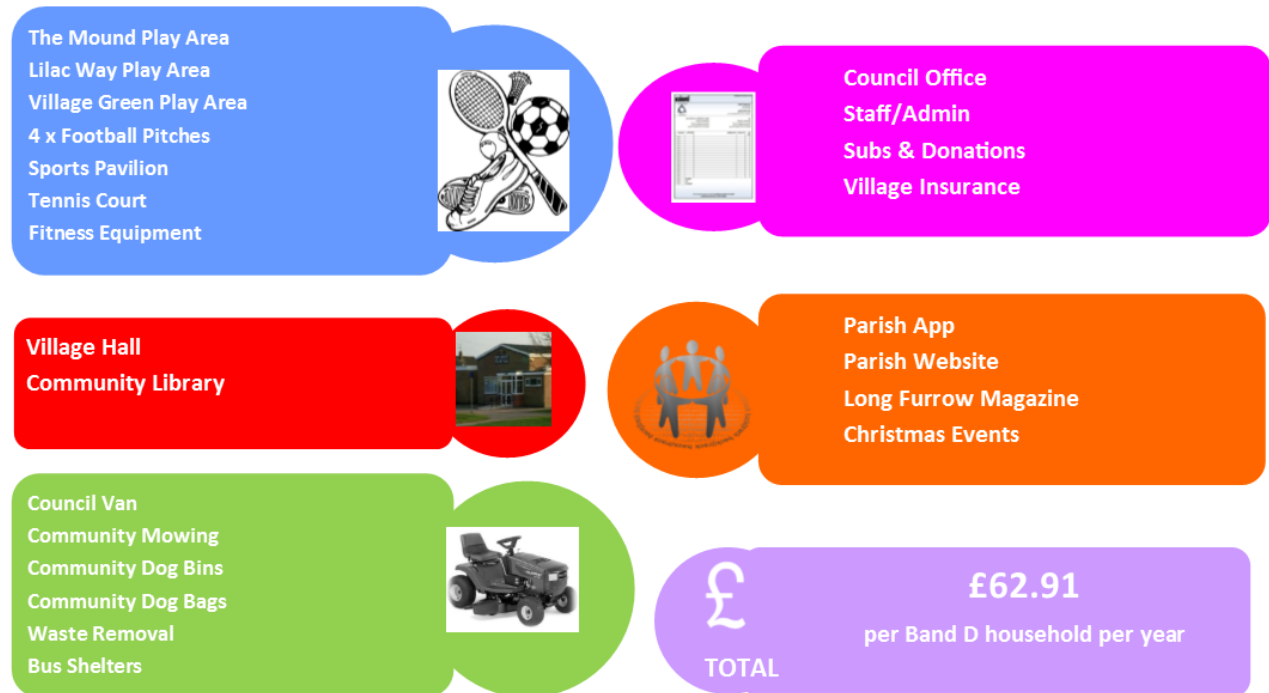 The Mound Play Area
Lilac Way Play Area
Village Green Play Area
4 x Football Pitches
Sports Pavilion
Tennis Court
Fitness Equipment
Council Office
Staff/Admin
Subs & Donations
Village Insurance
Village Hall
Community Library
Parish App
Parish Website
Long Furrow Magazine
Christmas Events
Council Van
Community Mowing
Community Dog Bins
Community Dog Bags
Waste Removal
Bus Shelters
£
TOTAL
£62.91
per Band D household per year